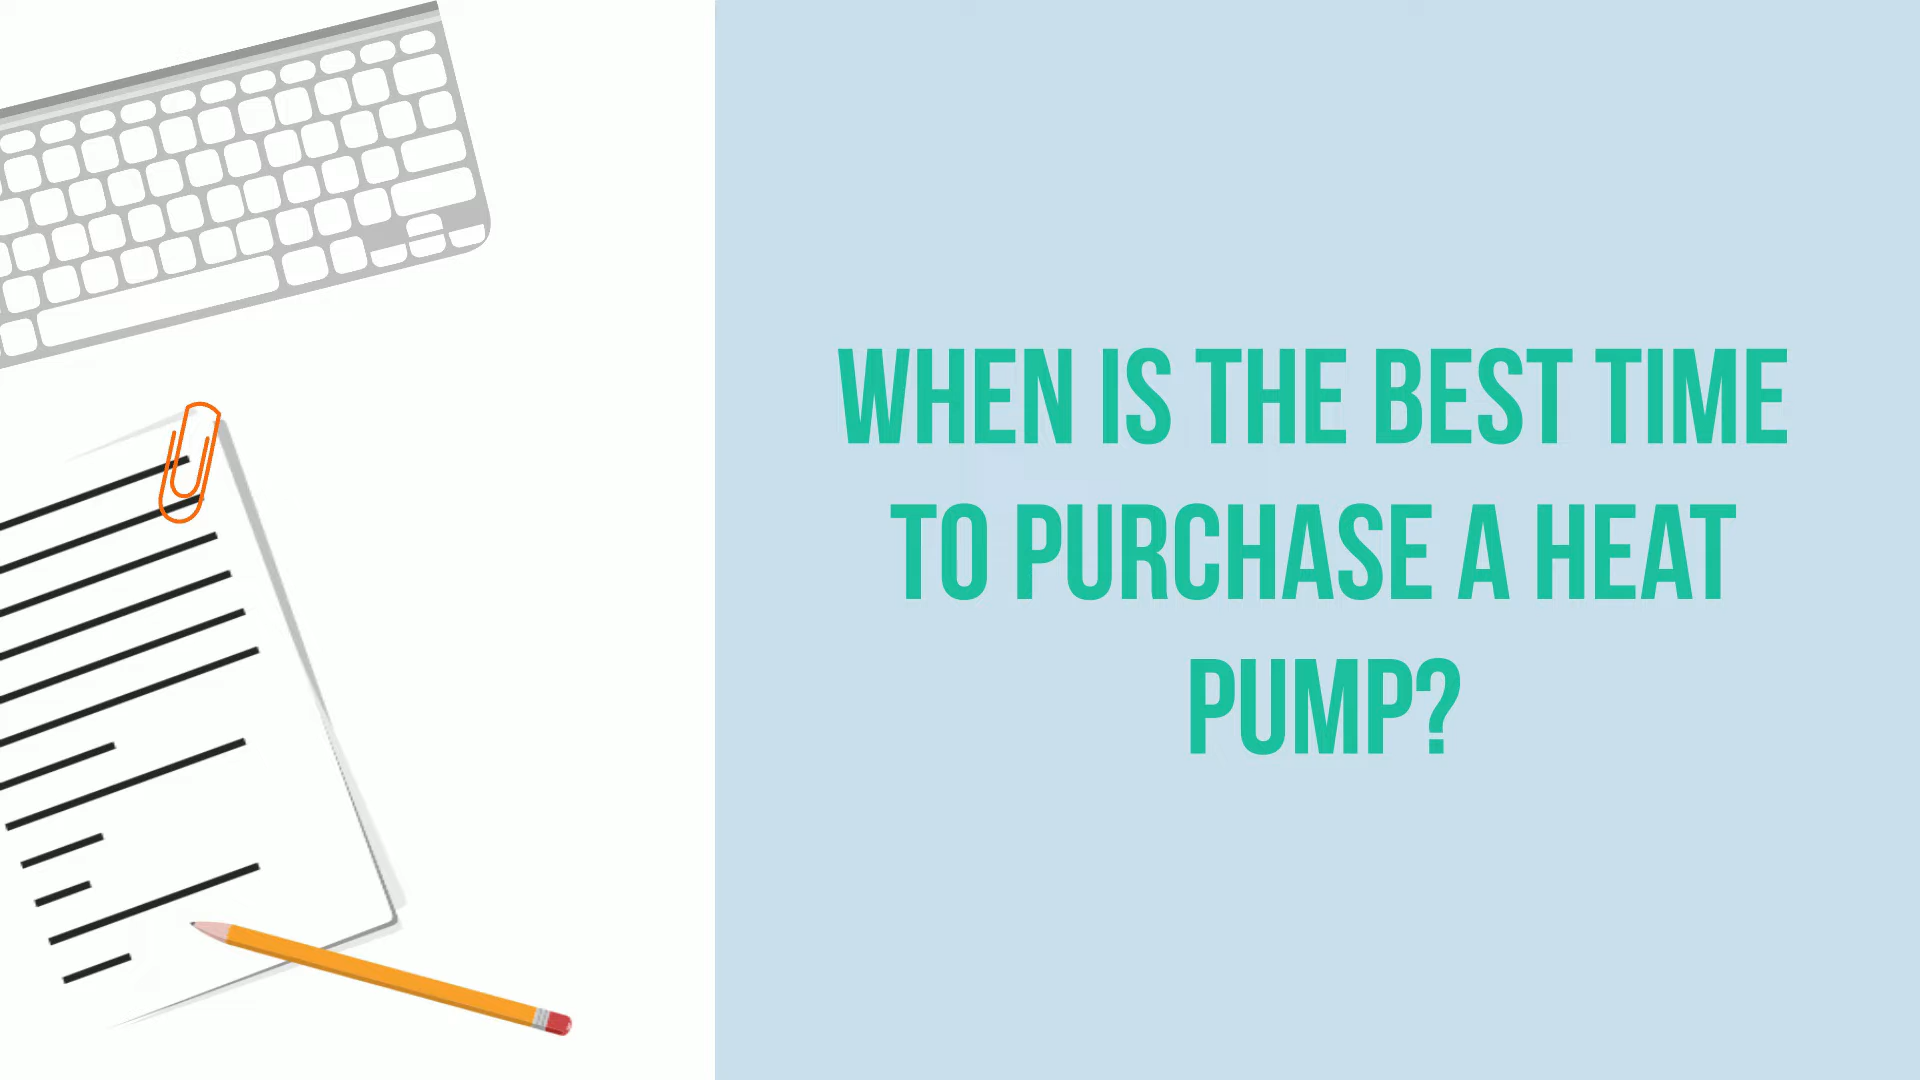 WHEN IS THE BEST TIME
TO PURCHASE A HEAT
PUMP?